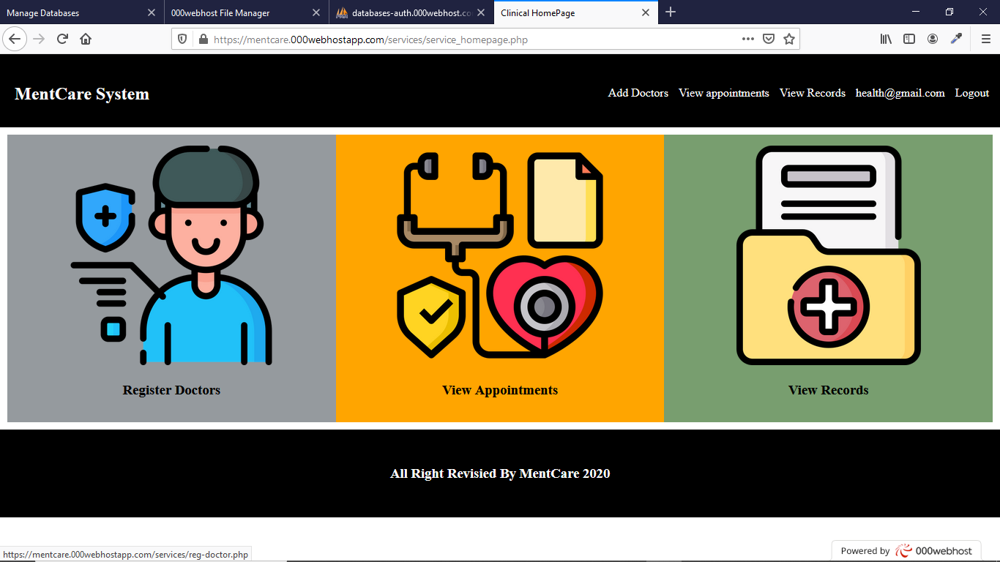 Manage Databases
000webhost File Manager
databases-auth.000webhost.co
Clinical HomePage
https://mentcare.000webhostapp.com/services/service_homepage.php
MentCare System
Add Doctors View appointments View Records health@gmail.com Logout
Register Doctors
View Appointments
View Records
All Right Revisied By MentCare 2020
https://mentcare.000webhostapp.com/services/reg-doctor.php
Powered by 000webhost